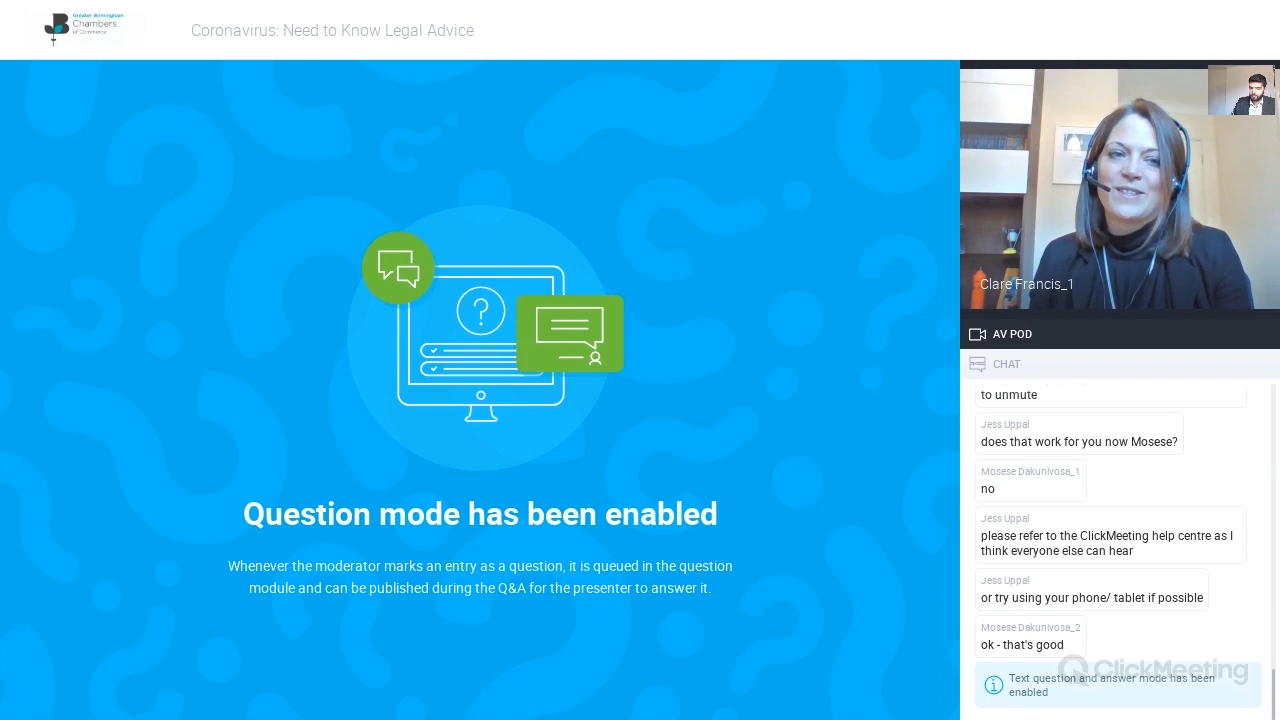 Greater Birmingham
Chambers
of Commerce
Coronavirus: Need to Know Legal Advice
Question mode has been enabled
Whenever the moderator marks an entry as a question, it is queued in the question
module and can be published during the Q&A for the presenter to answer it.
Clare Francis_1
AV POD
CHAT
to unmute
Jess Uppal
does that work for you now Mosese?
Mosese Dakunivosa_1
no
Jess Uppal
please refer to the ClickMeeting help centre as I
think everyone else can hear
Jess Uppal
or try using your phone/ tablet if possible
Mosese Dakunivosa_2
ok - that's good
ClickMeeting
Text question and answer mode has been
enabled